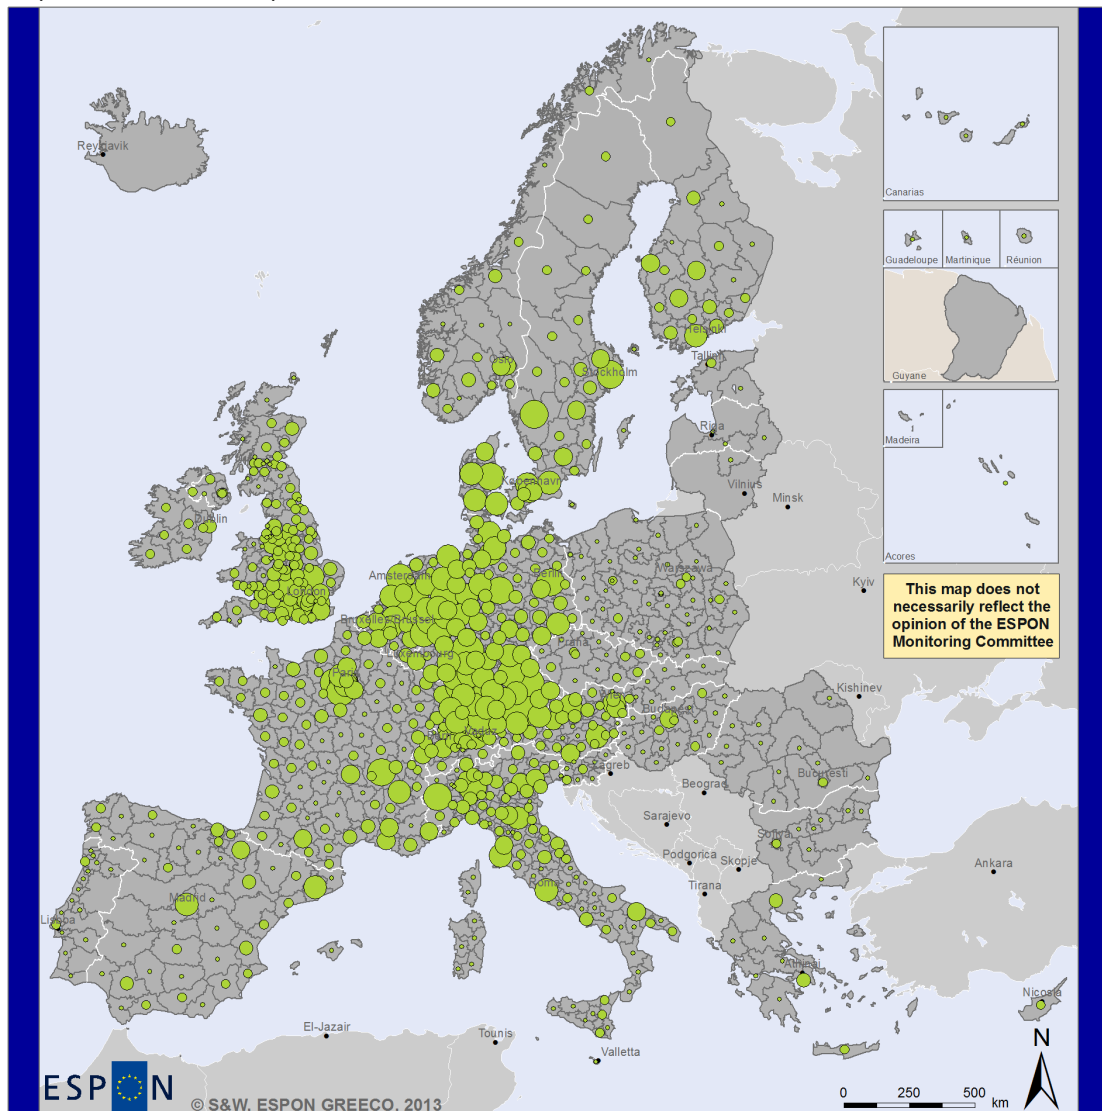 Reykjavik
Canarias
Guadeloupe
Martinique
Réunion
Guyane
Madeira
Acores
This map does not
necessarily reflect the
opinion of the ESPON
Monitoring Committee
Helsinki
Oslo
Tallinn
Stockholm
Riga
København
Vilnius
Minsk
Dublin
Amsterdam
Berlin
Warszawa
Kyiv
London
Bruxelles/Brussel
Praha
Luxembourg
Paris
Kishinev
Budapest
Vaduz
Zagreb
Bucuresti
Beograd
Sarajevo
Sofiya
Podgorica
Skopje
Ankara
Tirana
Roma
Madrid
Lisboa
Athinai
Nicosia
El-Jazair
Tounis
Valletta
N
ESPON
© S&W, ESPON GREECO, 2013
0 250 500
km